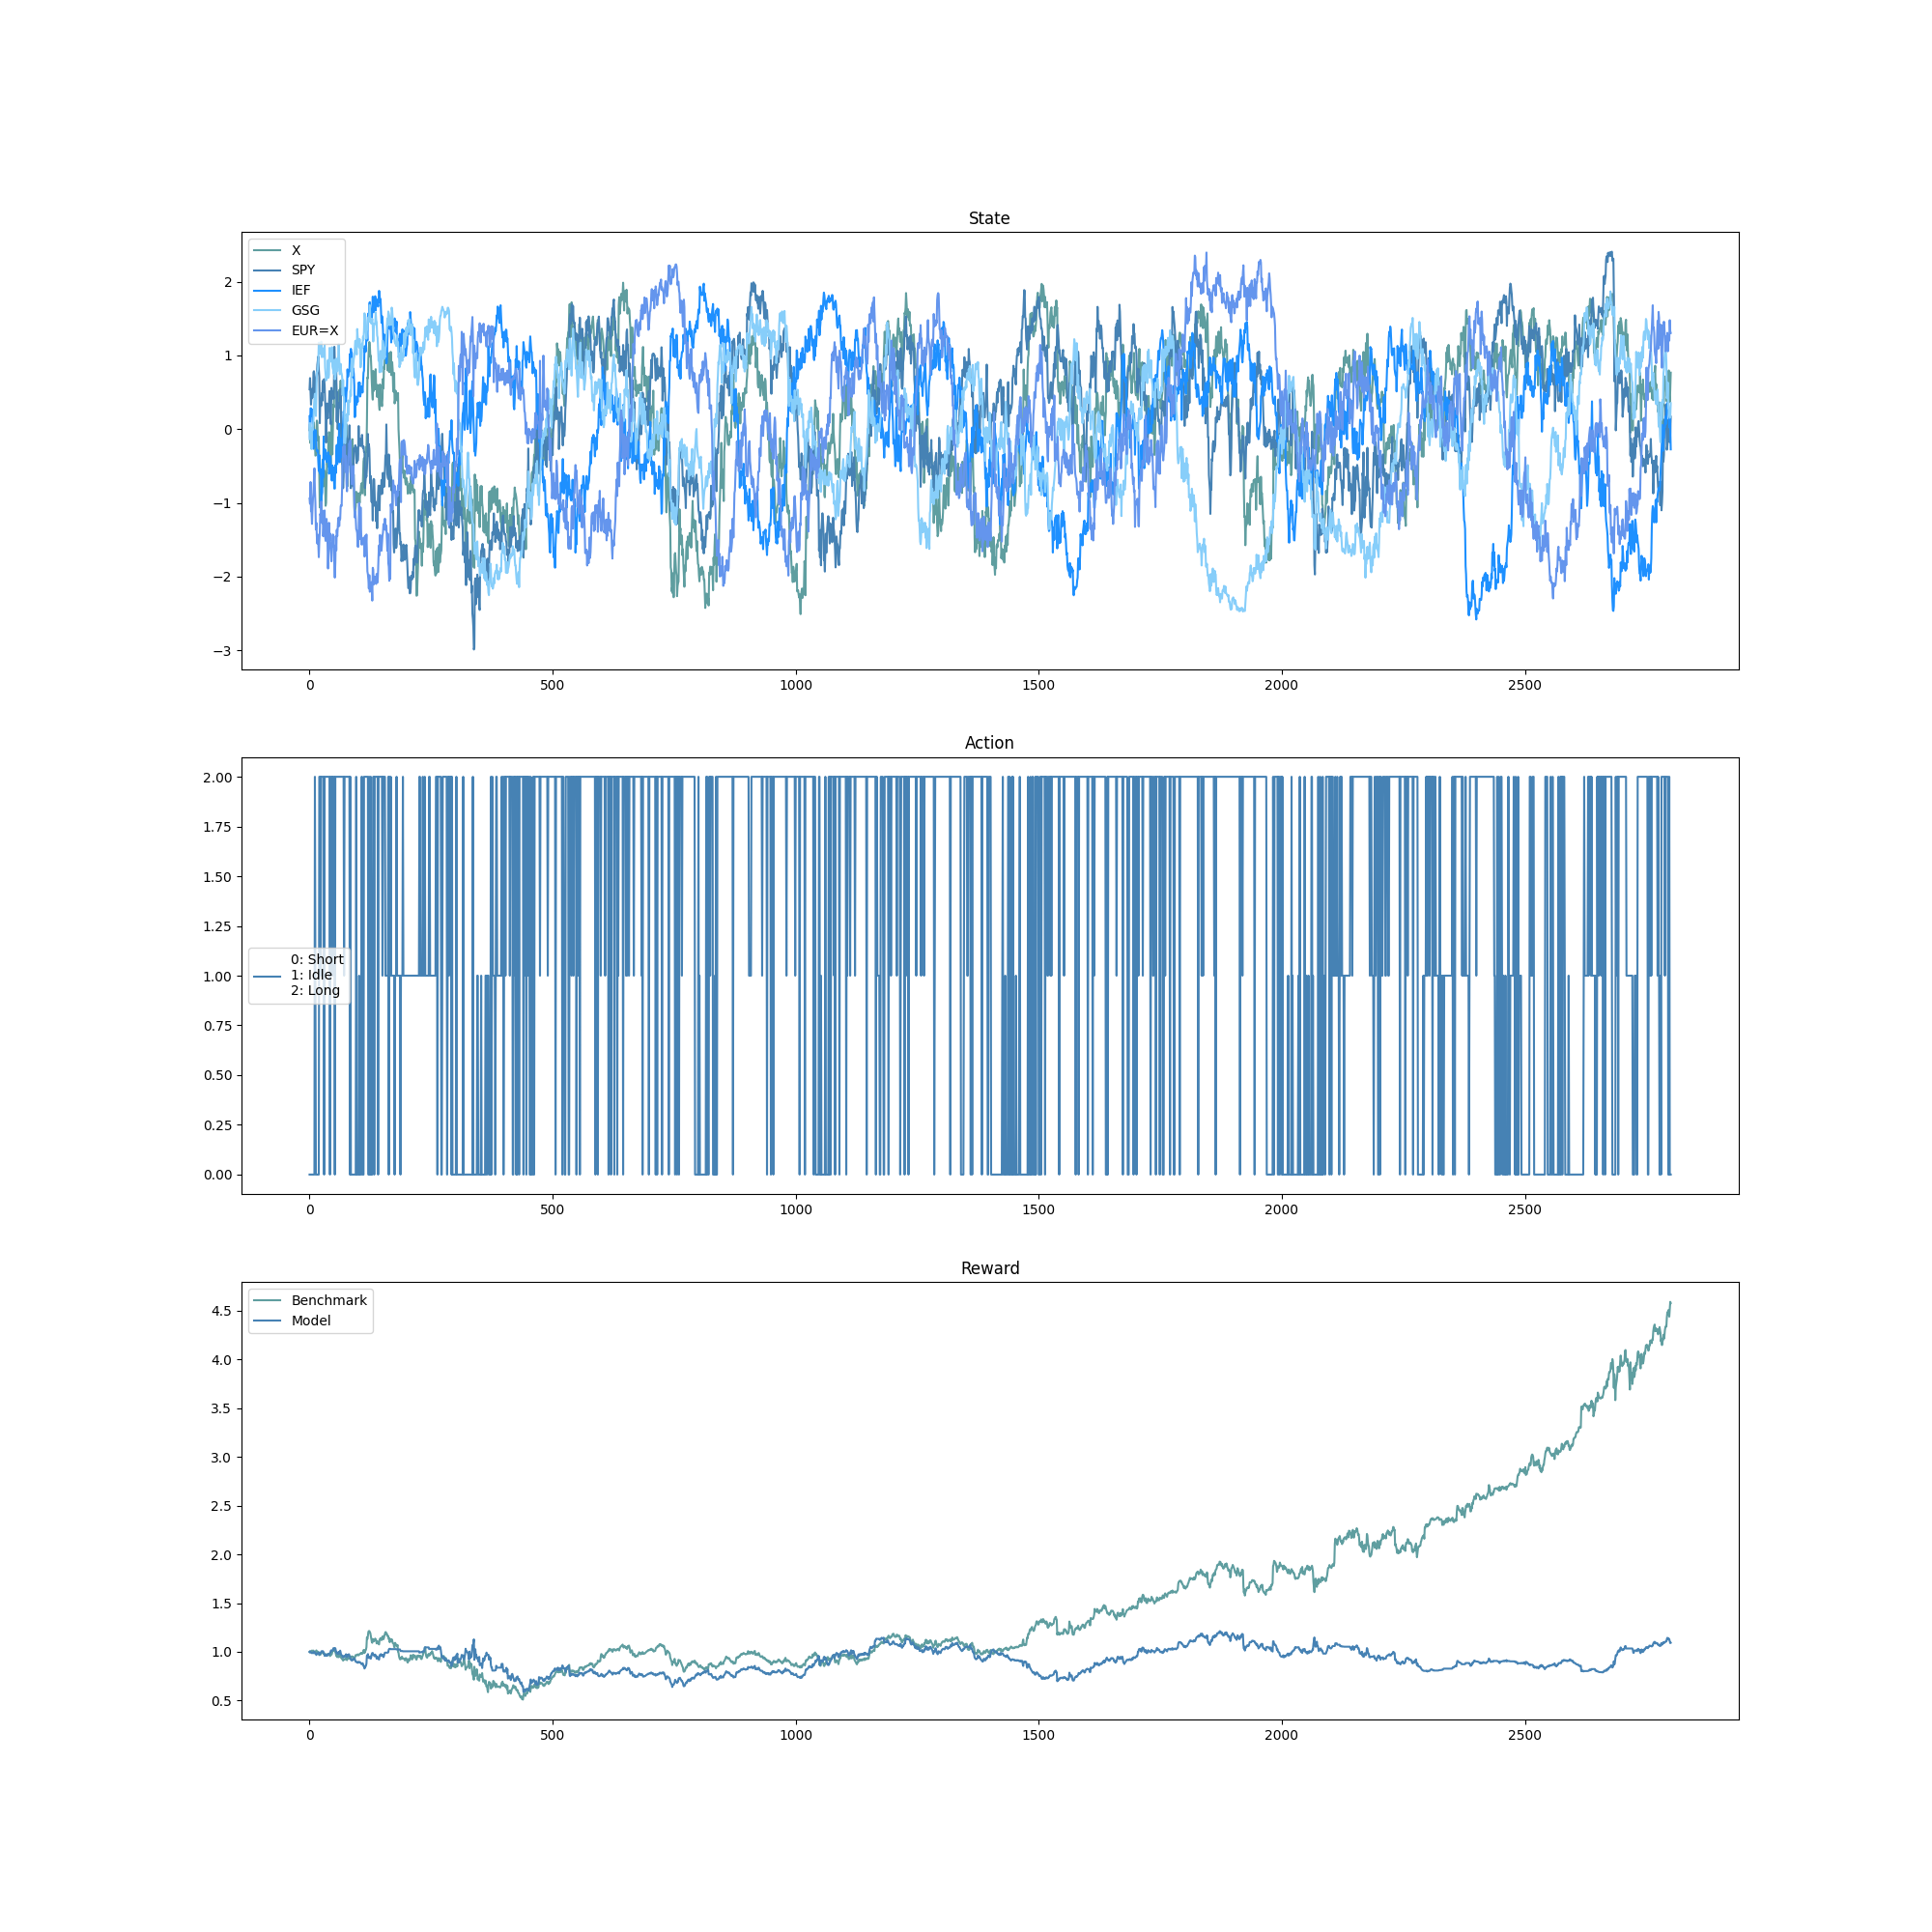 State
X
SPY
IEF
GSG
EUR=X
2
1
0
−1
−2
−3
0 500 1000 1500 2000 2500
Action
2.00
1.75
1.50
1.25
1.00
0.75
0.50
0.25
0.00
0: Short
1: Idle
2: Long
0 500 1000 1500 2000 2500
Reward
Benchmark
Model
4.5
4.0
3.5
3.0
2.5
2.0
1.5
1.0
0.5
0 500 1000 1500 2000 2500